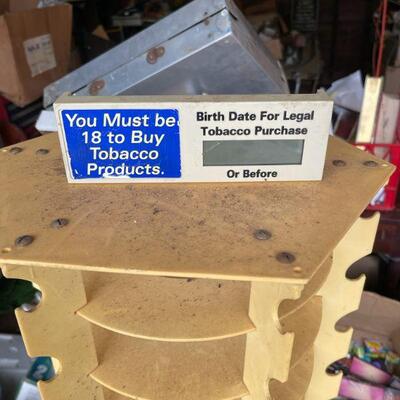 You Must be
18 to Buy
Tobacco
Products.
Birth Date For Legal
Tobacco Purchase
Or Before